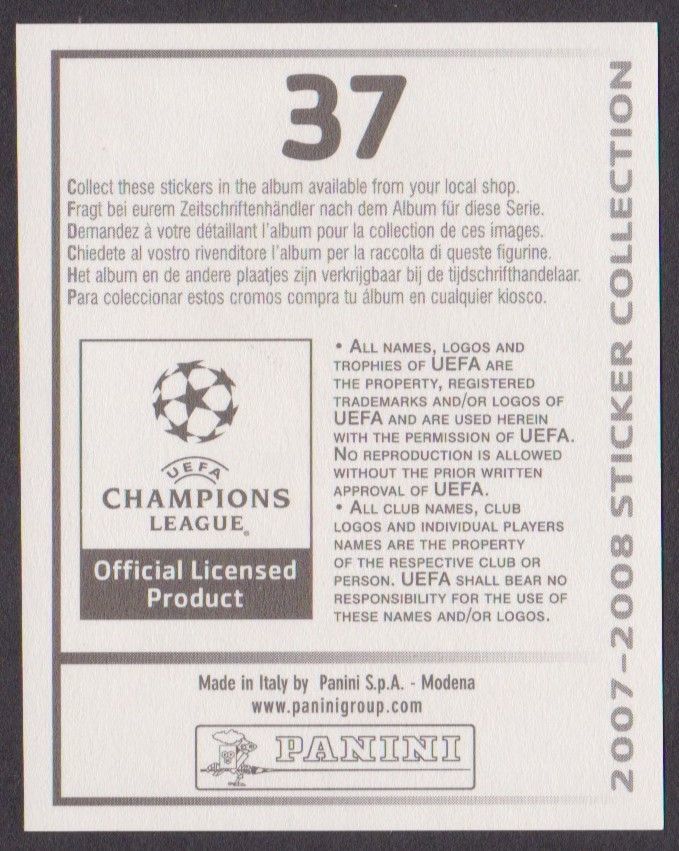 37
Collect these stickers in the album available from your local shop.
Fragt bei eurem Zeitschriftenhändler nach dem Album für diese Serie.
Demandez à votre détaillant l'album pour la collection de ces images.
Chiedete al vostro rivenditore l'album per la raccolta di queste figurine.
Het album en de andere plaatjes zijn verkrijgbaar bij de tijdschrifthandelaar.
Para coleccionar estos cromos compra tu álbum en cualquier kiosco.
UEFA
CHAMPIONS
LEAGUE®
Official Licensed
Product
• ALL NAMES, LOGOS AND
TROPHIES OF UEFA ARE
THE PROPERTY, REGISTERED
TRADEMARKS AND/OR LOGOS OF
UEFA AND ARE USED HEREIN
WITH THE PERMISSION OF UEFA.
NO REPRODUCTION IS ALLOWED
WITHOUT THE PRIOR WRITTEN
APPROVAL OF UEFA.
• ALL CLUB NAMES, CLUB
LOGOS AND INDIVIDUAL PLAYERS
NAMES ARE THE PROPERTY
OF THE RESPECTIVE CLUB OR
PERSON. UEFA SHALL BEAR NO
RESPONSIBILITY FOR THE USE OF
THESE NAMES AND/OR LOGOS.
2007-2008 STICKER COLLECTION
Made in Italy by Panini S.p.A. - Modena
www.paninigroup.com
PANINI